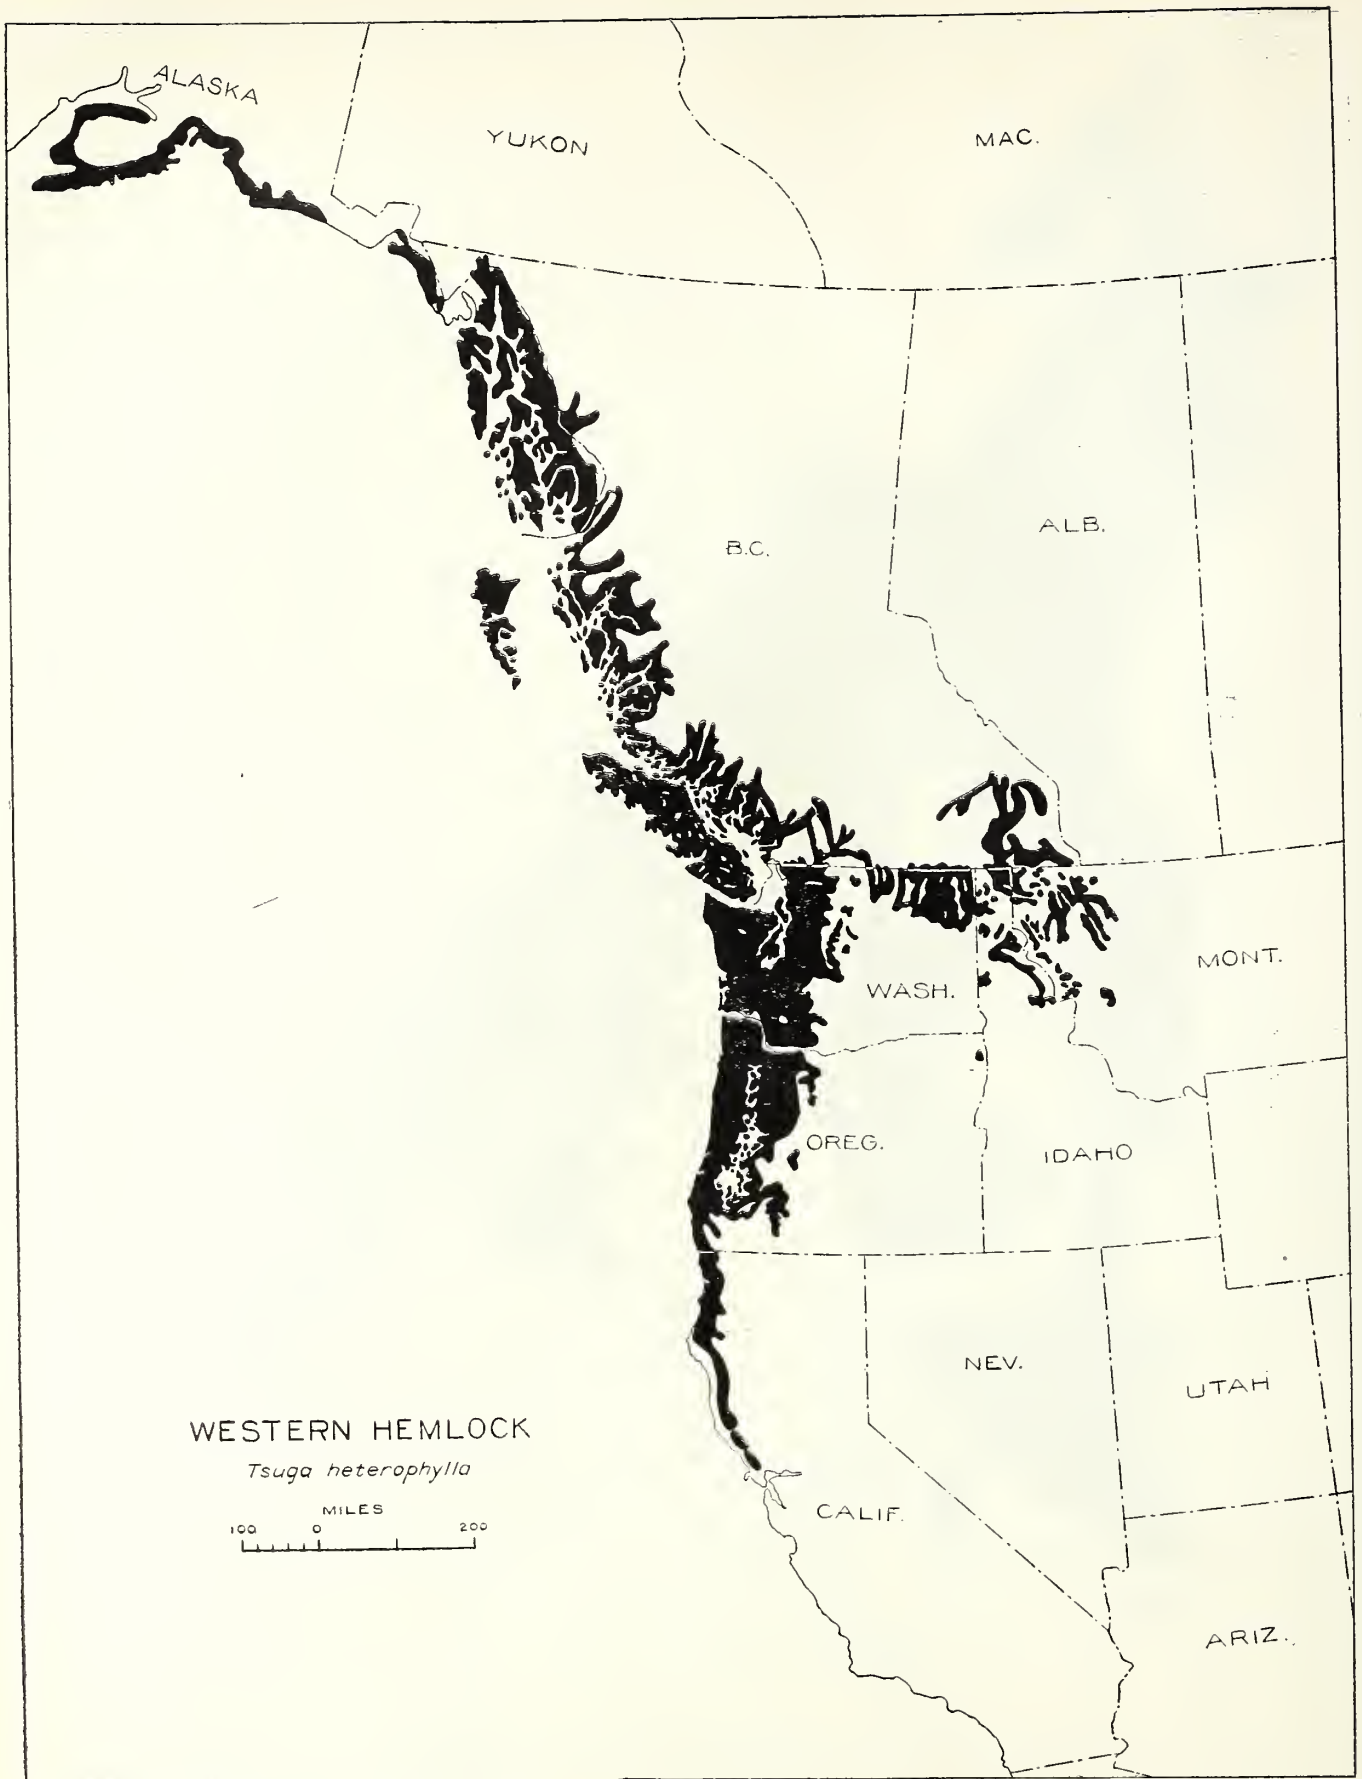 ALASKA
YUKON
MAC.
B.C.
ALB.
WASH.
MONT.
OREG.
IDAHO
NEV.
UTAH
WESTERN HEMLOCK
Tsuga heterophylla
MILES
100 0 200
CALIF.
ARIZ.